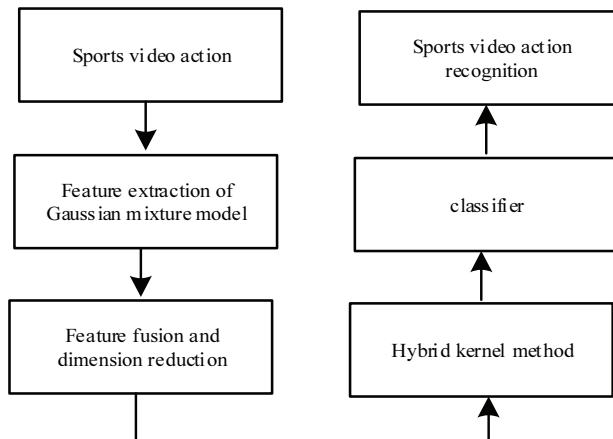 Sports video action
Feature extraction of
Gaussian mixture model
Feature fusion and
dimension reduction
Sports video action
recognition
classifier
Hybrid kernel method